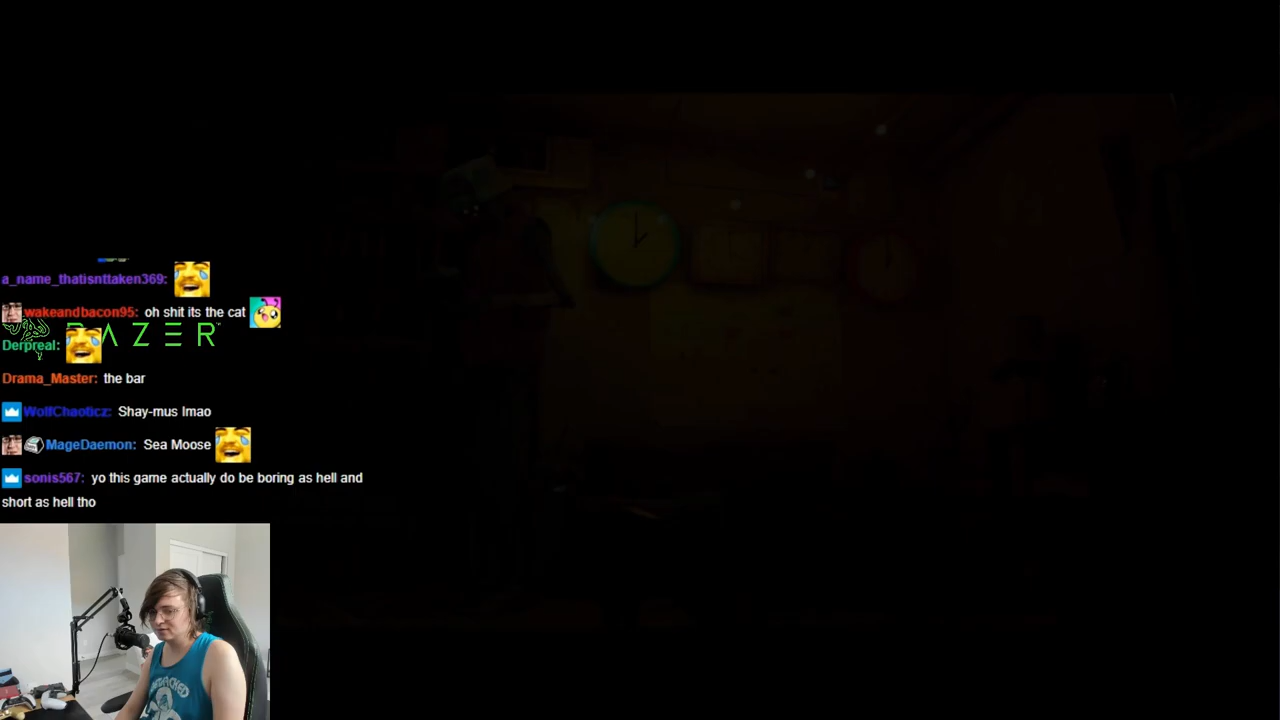 a_name_thatisnttaken369:
wakeandbacon95: oh shit its the cat
RAZER
Derpreal:
Drama_Master: the bar
WolfChaoticz: Shay-mus lmao
MageDaemon: Sea Moose
sonis567: yo this game actually do be boring as hell and
short as hell tho